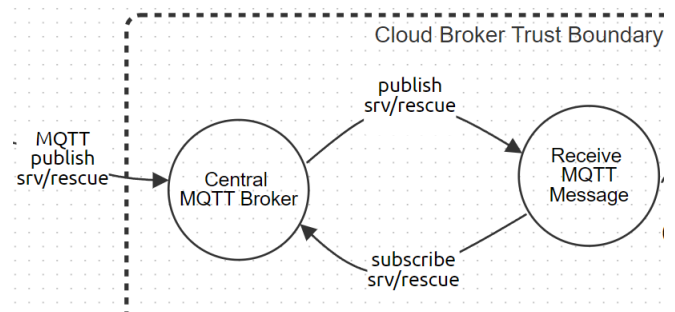 Cloud Broker Trust Boundary
publish
srv/rescue
MQTT
publish
srv/rescue
Central
MQTT Broker
Receive
MQTT
Message
subscribe
srv/rescue